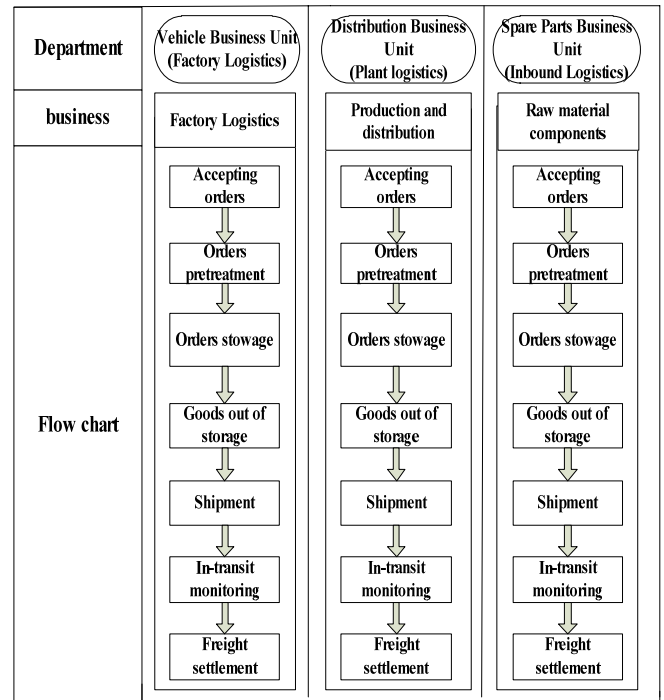 Department
Vehicle Business Unit
(Factory Logistics)
Distribution Business
Unit
(Plant logistics)
Spare Parts Business
Unit
(Inbound Logistics)
business
Factory Logistics
Production and
distribution
Raw material
components
Flow chart
Accepting
orders
Orders
pretreatment
Orders stowage
Goods out of
storage
Shipment
In-transit
monitoring
Freight
settlement
Accepting
orders
Orders
pretreatment
Orders stowage
Goods out of
storage
Shipment
In-transit
monitoring
Freight
settlement
Accepting
orders
Orders
pretreatment
Orders stowage
Goods out of
storage
Shipment
In-transit
monitoring
Freight
settlement